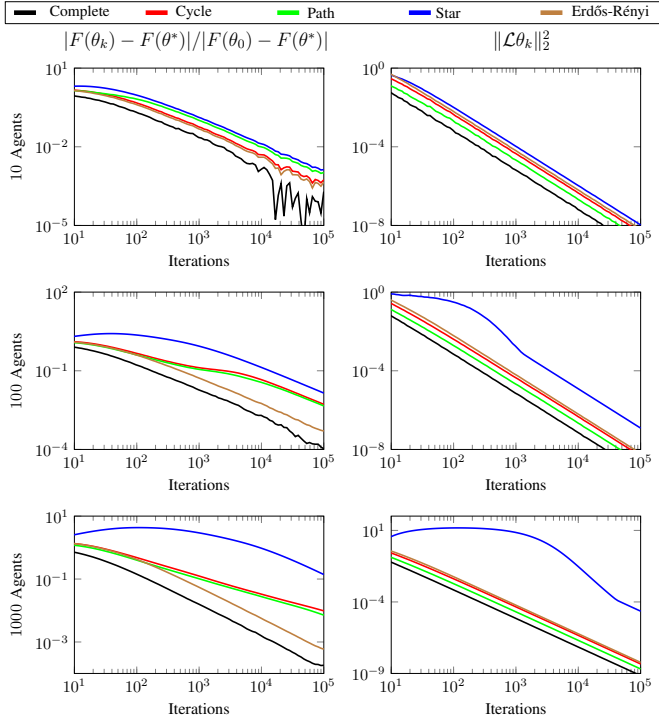 Complete Cycle Path Star Erdős-Rényi
|F(θ_k) − F(θ*)|/|F(θ_0) − F(θ*)| ‖ℒθ_k‖₂²
10 Agents
10^1
10^−2
10^−5
10^1 10^2 10^3 10^4 10^5
Iterations
10^0
10^−4
10^−8
10^1 10^2 10^3 10^4 10^5
Iterations
100 Agents
10^2
10^−1
10^−4
10^1 10^2 10^3 10^4 10^5
Iterations
10^0
10^−4
10^−8
10^1 10^2 10^3 10^4 10^5
Iterations
1000 Agents
10^1
10^−1
10^−3
10^1 10^2 10^3 10^4 10^5
Iterations
10^1
10^−4
10^−9
10^1 10^2 10^3 10^4 10^5
Iterations